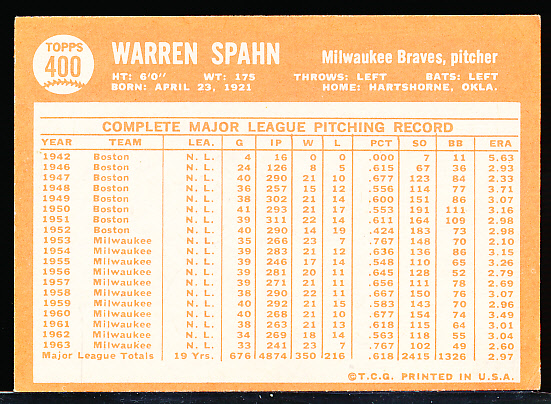 TOPPS
400
WARREN SPAHN
Milwaukee Braves, pitcher
HT: 6'0" WT: 175 THROWS: LEFT BATS: LEFT
BORN: APRIL 23, 1921 HOME: HARTSHORNE, OKLA.
COMPLETE MAJOR LEAGUE PITCHING RECORD
YEAR TEAM LEA. G IP W L PCT SO BB ERA
1942 Boston N. L. 4 16 0 0 .000 7 11 5.63
1946 Boston N. L. 24 126 8 5 .615 67 36 2.93
1947 Boston N. L. 40 290 21 10 .677 123 84 2.33
1948 Boston N. L. 36 257 15 12 .556 114 77 3.71
1949 Boston N. L. 38 302 21 14 .600 151 86 3.07
1950 Boston N. L. 41 293 21 17 .553 191 111 3.16
1951 Boston N. L. 39 311 22 14 .611 164 109 2.98
1952 Boston N. L. 40 290 14 19 .424 183 73 2.98
1953 Milwaukee N. L. 35 266 23 7 .767 148 70 2.10
1954 Milwaukee N. L. 39 283 21 12 .636 136 86 3.15
1955 Milwaukee N. L. 39 246 17 14 .548 110 65 3.26
1956 Milwaukee N. L. 39 281 20 11 .645 128 52 2.79
1957 Milwaukee N. L. 39 271 21 11 .656 111 78 2.69
1958 Milwaukee N. L. 38 290 22 11 .667 150 76 3.07
1959 Milwaukee N. L. 40 292 21 15 .583 143 70 2.96
1960 Milwaukee N. L. 40 268 21 10 .677 154 74 3.49
1961 Milwaukee N. L. 38 263 21 13 .618 115 64 3.01
1962 Milwaukee N. L. 34 269 18 14 .563 118 55 3.04
1963 Milwaukee N. L. 33 241 23 7 .767 102 49 2.60
Major League Totals 19 Yrs. 676 4874 350 216 .618 2415 1326 2.97
©T.C.G. PRINTED IN U.S.A.